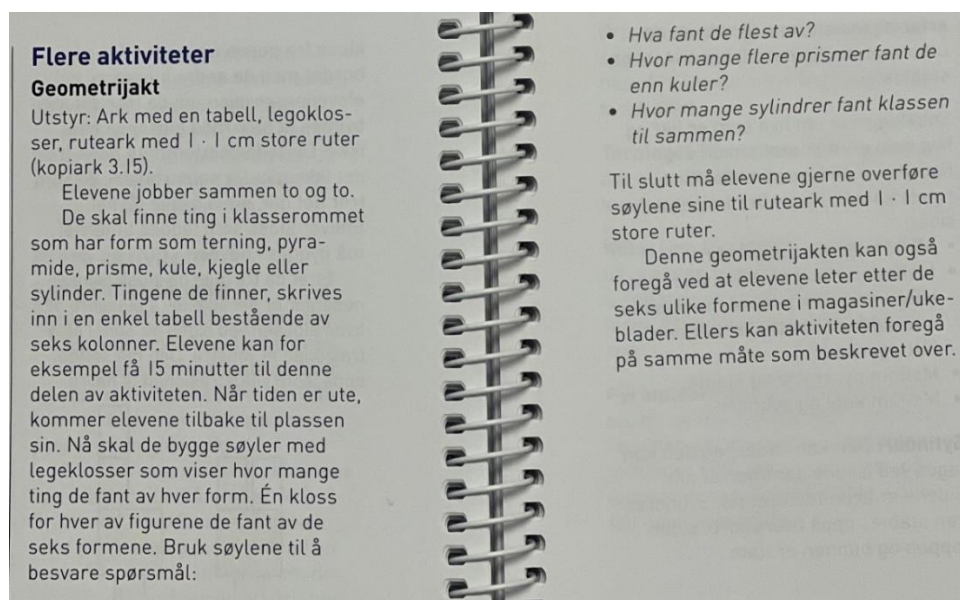 Flere aktiviteter
Geometrijakt
Utstyr: Ark med en tabell, legoklos-
ser, ruteark med 1 · 1 cm store ruter
(kopiark 3.15).
Elevene jobber sammen to og to.
De skal finne ting i klasserommet
som har form som terning, pyra-
mide, prisme, kule, kjegle eller
sylinder. Tingene de finner, skrives
inn i en enkel tabell bestående av
seks kolonner. Elevene kan for
eksempel få 15 minutter til denne
delen av aktiviteten. Når tiden er ute,
kommer elevene tilbake til plassen
sin. Nå skal de bygge søyler med
legeklosser som viser hvor mange
ting de fant av hver form. Én kloss
for hver av figurene de fant av de
seks formene. Bruk søylene til å
besvare spørsmål:
• Hva fant de flest av?
• Hvor mange flere prismer fant de
enn kuler?
• Hvor mange sylindrer fant klassen
til sammen?
Til slutt må elevene gjerne overføre
søylene sine til ruteark med 1 · 1 cm
store ruter.
Denne geometrijakten kan også
foregå ved at elevene leter etter de
seks ulike formene i magasiner/uke-
blader. Ellers kan aktiviteten foregå
på samme måte som beskrevet over.